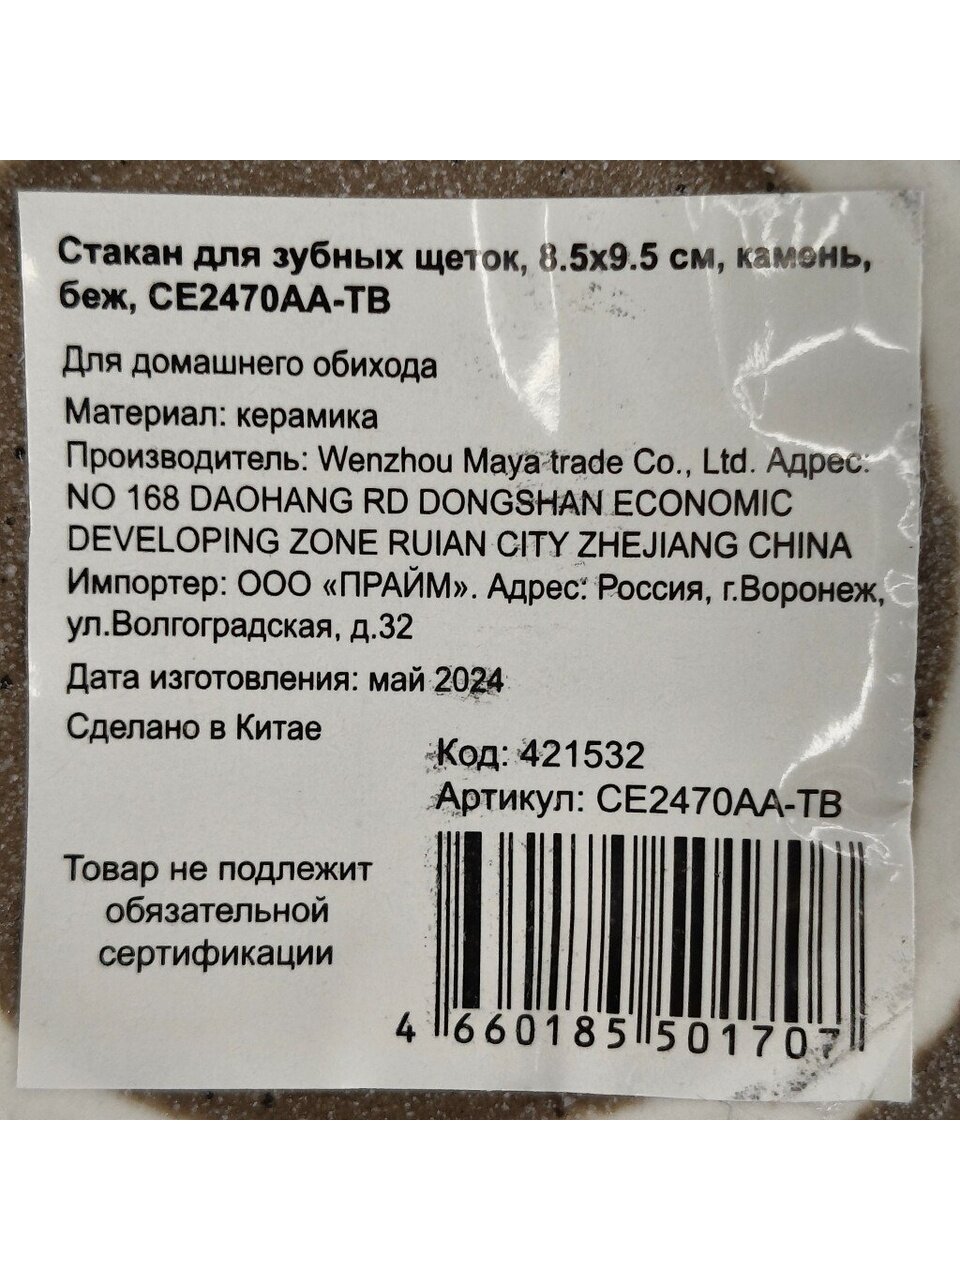 Стакан для зубных щеток, 8.5х9.5 см, камень,
беж, CE2470AA-TB
Для домашнего обихода
Материал: керамика
Производитель: Wenzhou Maya trade Co., Ltd. Адрес:
NO 168 DAOHANG RD DONGSHAN ECONOMIC
DEVELOPING ZONE RUIAN CITY ZHEJIANG CHINA
Импортер: ООО «ПРАЙМ». Адрес: Россия, г.Воронеж,
ул.Волгоградская, д.32
Дата изготовления: май 2024
Сделано в Китае
Код: 421532
Артикул: CE2470AA-TB
Товар не подлежит
обязательной
сертификации
4 660185 501707